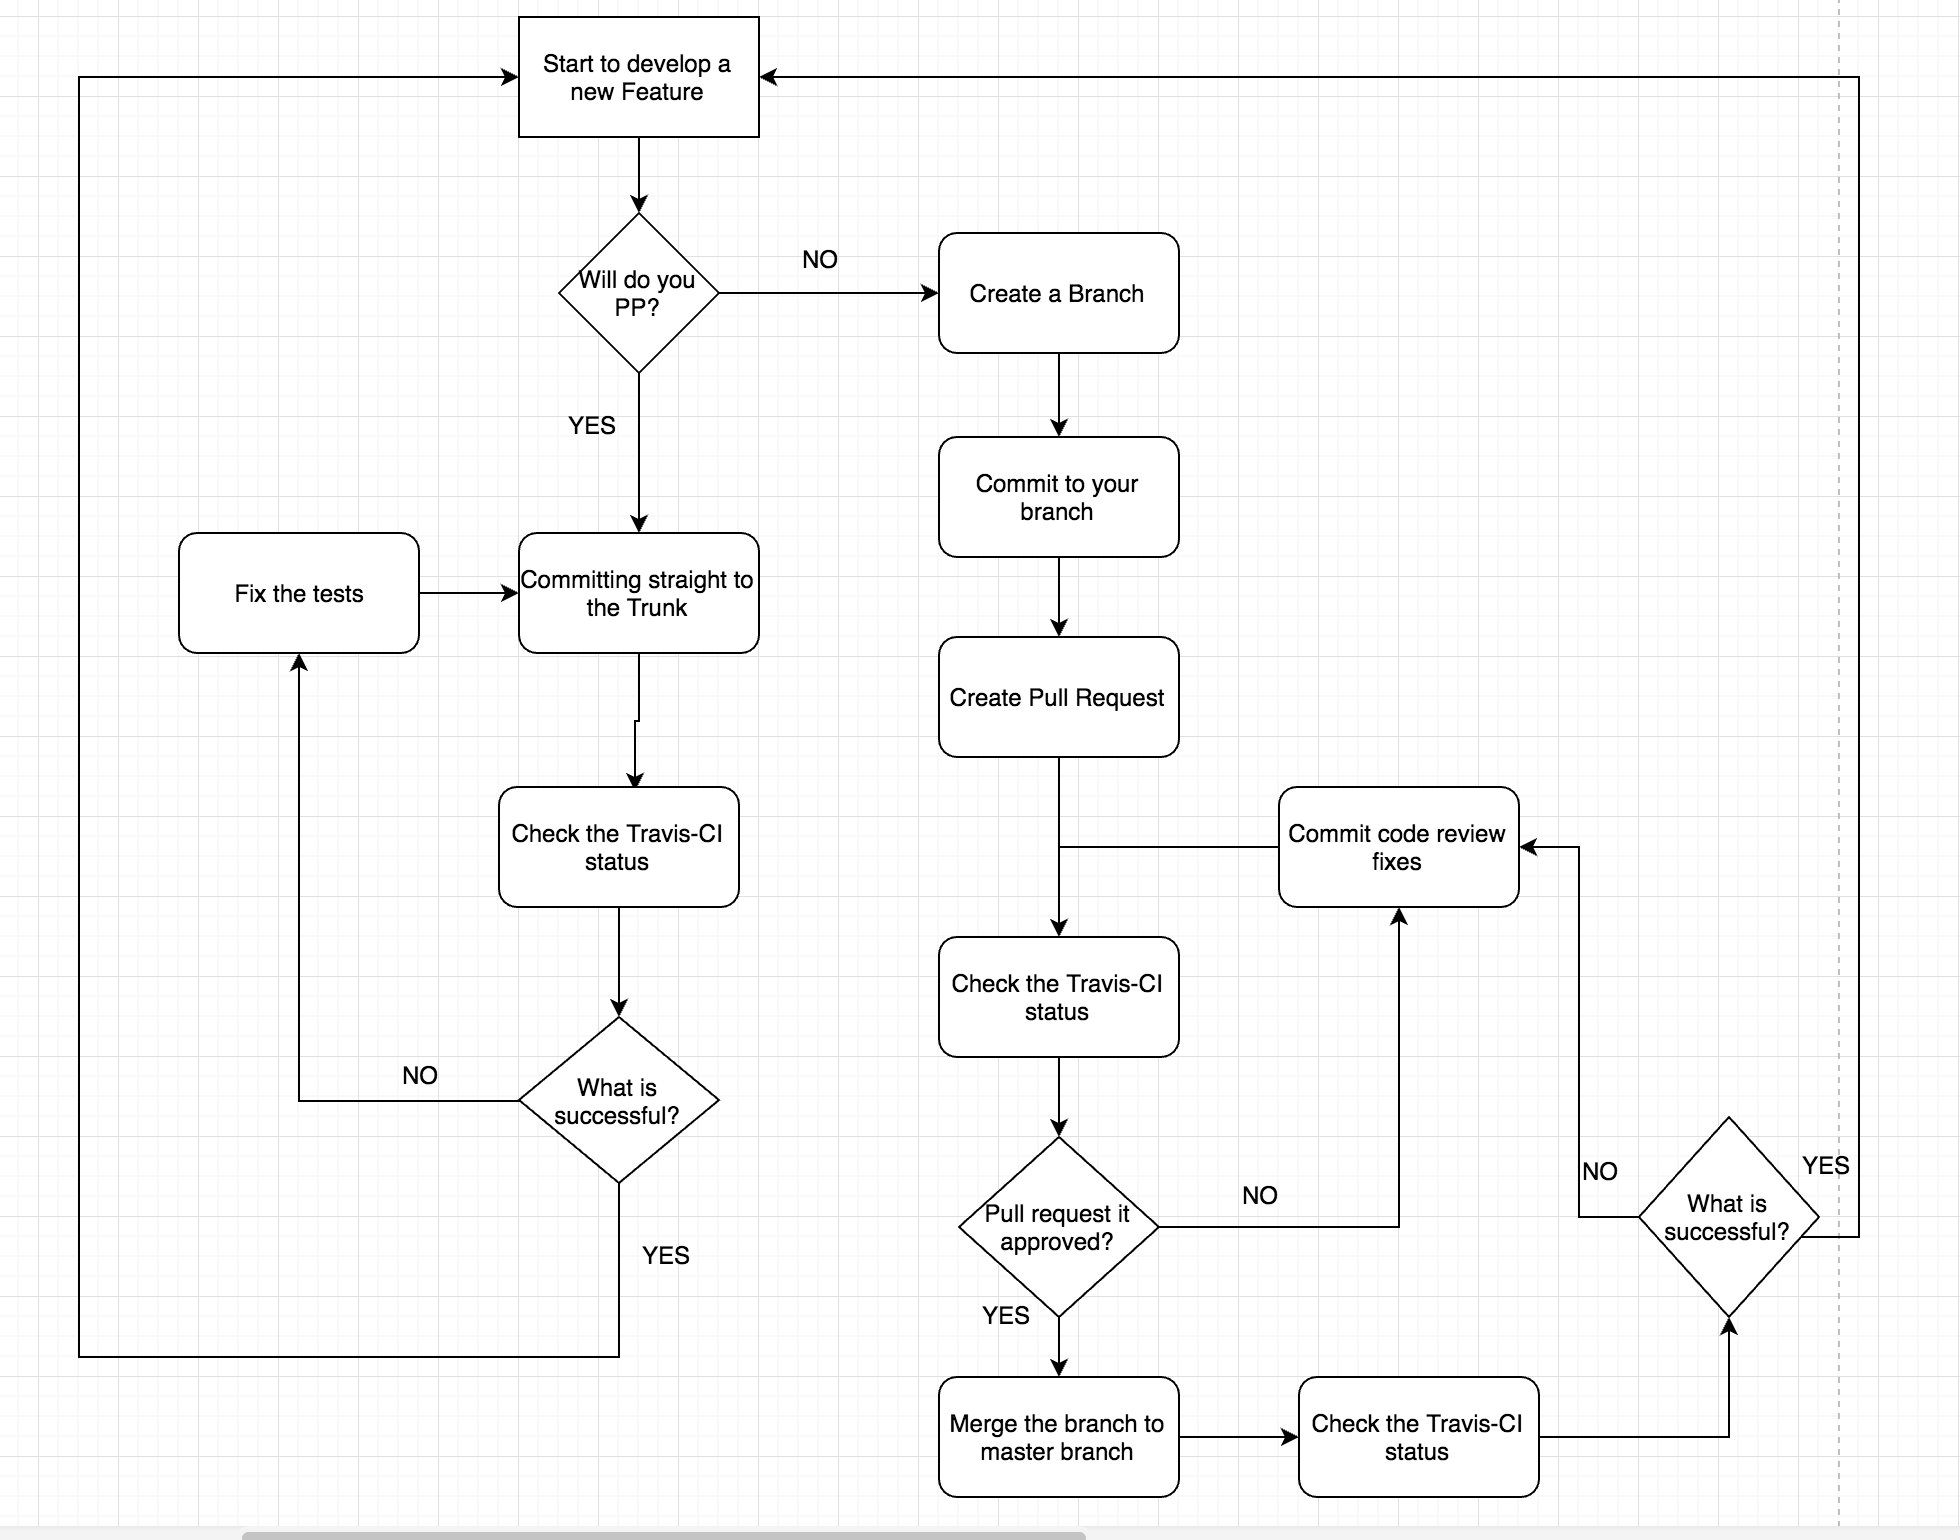 Start to develop a
new Feature
Will do you
PP?
NO
Create a Branch
YES
Commit to your
branch
Fix the tests
Committing straight to
the Trunk
Create Pull Request
Check the Travis-CI
status
Commit code review
fixes
Check the Travis-CI
status
NO
What is
successful?
YES
Pull request it
approved?
NO
YES
NO
What is
successful?
YES
Merge the branch to
master branch
Check the Travis-CI
status